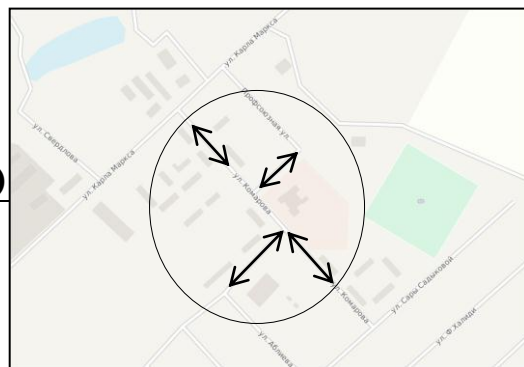 ул. Карла Маркса
Профсоюзная ул.
ул. Свердлова
ул. Карла Маркса
ул. Комарова
ул. Сары Садыковой
ул. Комарова
ул. Ф Халиди
ул. Аблаева